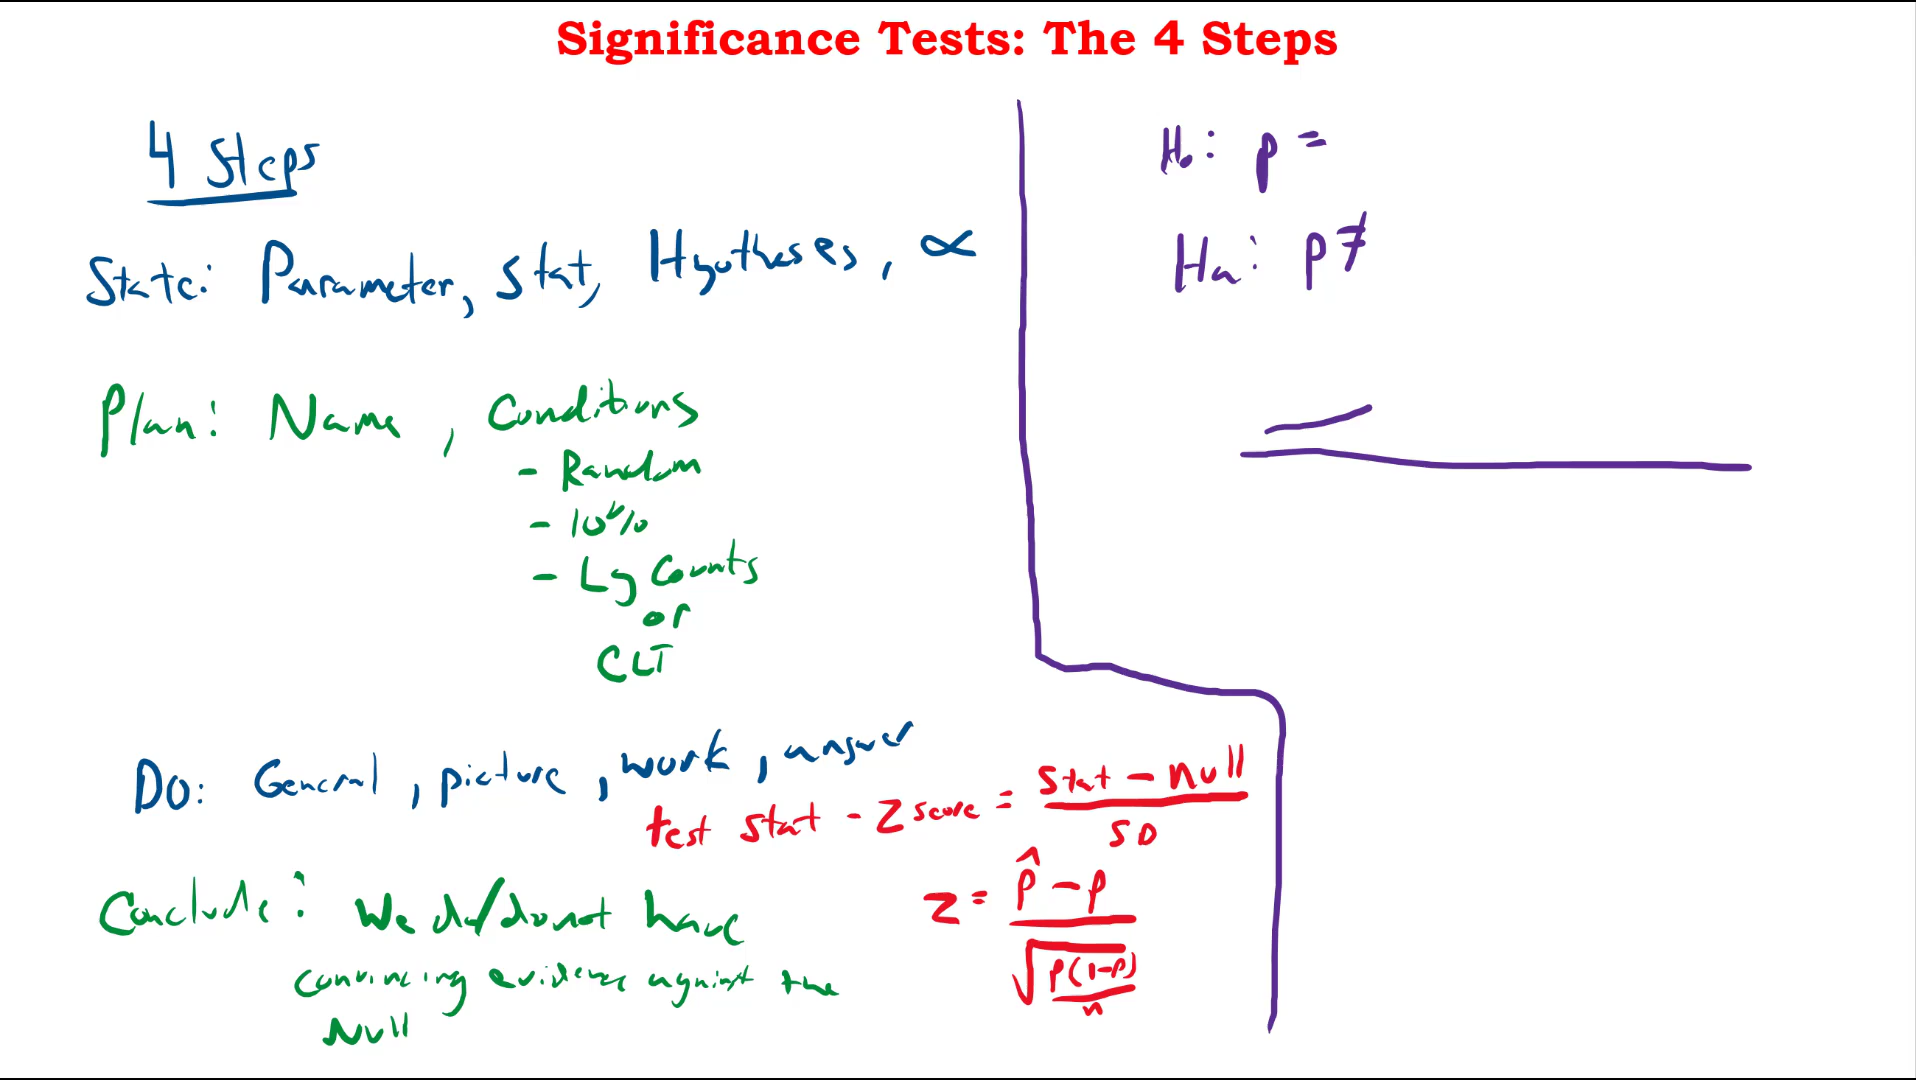 Significance Tests: The 4 Steps
4 Steps
State: Parameter, Stat, Hypotheses, α
Plan: Name, Conditions
- Random
- 10%
- Lg Counts
or
CLT
Do: General, picture, work, answer
test stat - Z score = stat - null / SD
Z = p̂ - p / √(p(1-p)/n)
Conclude: We do/do not have
convincing evidence against the
Null
H₀: p =
Ha: p ≠